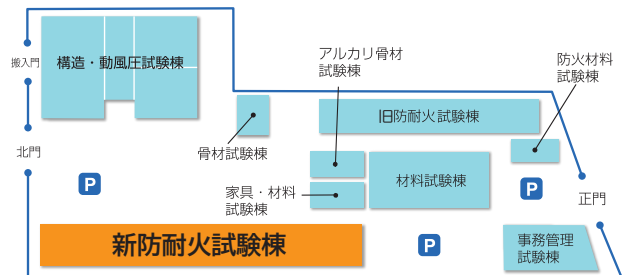 搬入門
構造・動風圧試験棟
アルカリ骨材
試験棟
防火材料
試験棟
旧防耐火試験棟
北門
骨材試験棟
材料試験棟
家具・材料
試験棟
P
P
正門
新防耐火試験棟
P
事務管理
試験棟